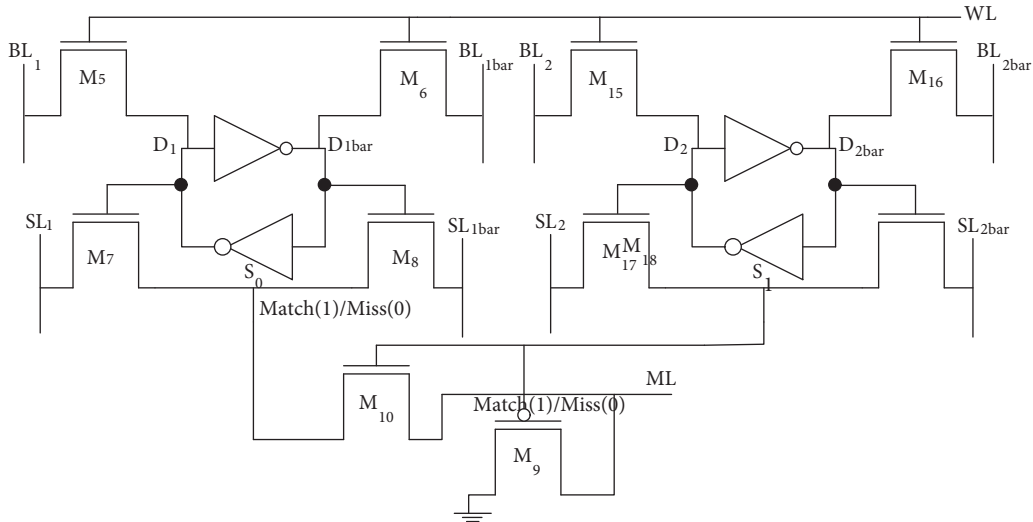 WL
BL1 BL1bar BL2 BL2bar
M5 M6 M15 M16
D1 D1bar D2 D2bar
SL1 SL1bar SL2 SL2bar
M7 M8 M17 M18
S0 S1
Match(1)/Miss(0)
ML
M10 Match(1)/Miss(0)
M9